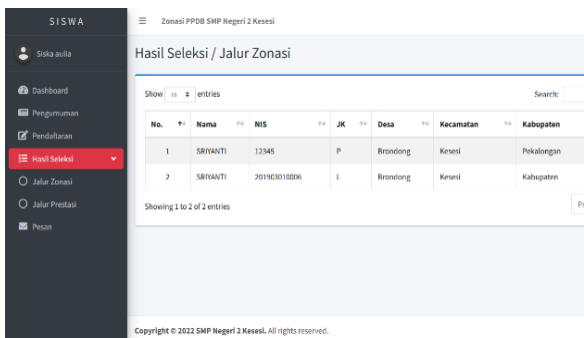 SISWA
Zonasi PPDB SMP Negeri 2 Kesesi
Siska aulia
Hasil Seleksi / Jalur Zonasi
Dashboard
Pengumuman
Pendaftaran
Hasil Seleksi
Jalur Zonasi
Jalur Prestasi
Pesan
Show 10 entries
Search:
No. Nama NIS JK Desa Kecamatan Kabupaten
1 SRIYANTI 12345 P Brondong Kesesi Pekalongan
2 SRIYANTI 201903010006 L Brondong Kesesi Kabupaten
Showing 1 to 2 of 2 entries
Copyright © 2022 SMP Negeri 2 Kesesi. All rights reserved.